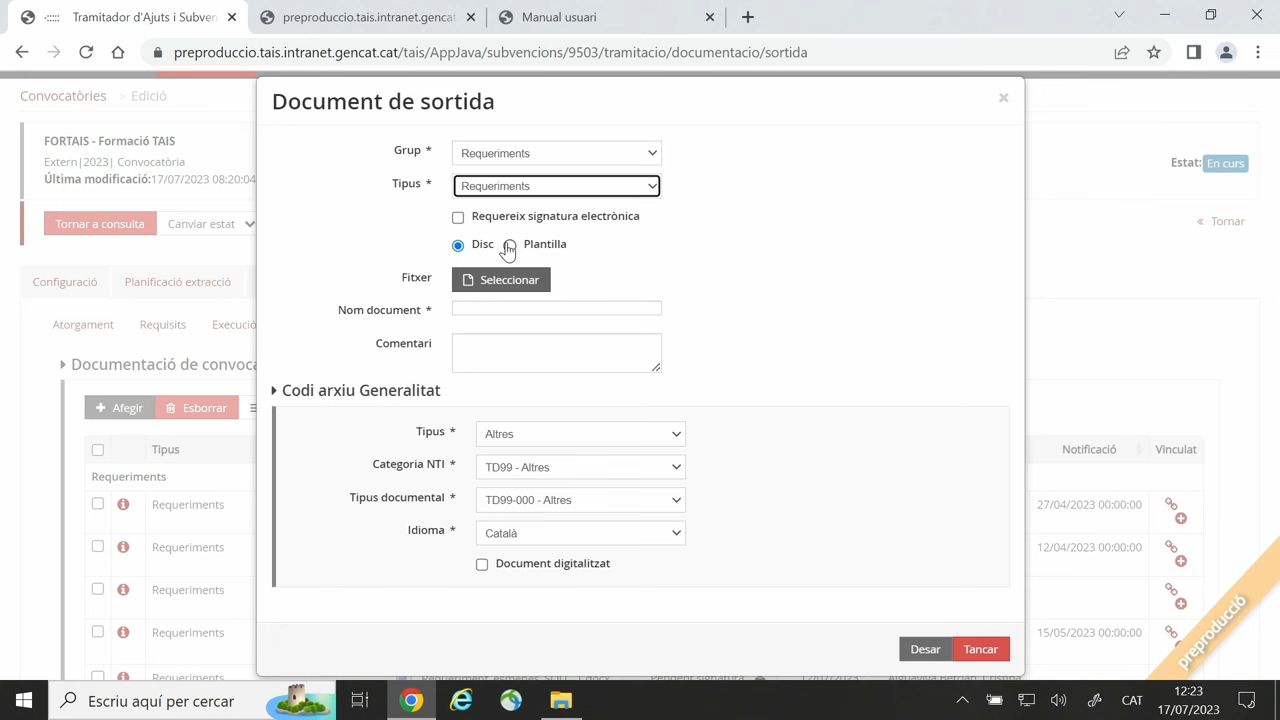 :::::  Tramitador d'Ajuts i Subven
preproduccio.tais.intranet.gencat
Manual usuari
preproduccio.tais.intranet.gencat.cat/tais/AppJava/subvencions/9503/tramitacio/documentacio/sortida
Convocatòries > Edició
FORTAIS - Formació TAIS
Extern|2023| Convocatòria
Última modificació:17/07/2023 08:20:04
Estat: En curs
Tornar a consulta
Canviar estat
« Tornar
Configuració
Planificació extracció
Atorgament
Requisits
Execució
Documentació de convoca
Afegir
Esborrar
Tipus
Notificació
Vinculat
Requeriments
Requeriments
27/04/2023 00:00:00
Requeriments
12/04/2023 00:00:00
Requeriments
Requeriments
15/05/2023 00:00:00
Requeriments
Document de sortida
×
Grup * Requeriments
Tipus * Requeriments
Requereix signatura electrònica
Disc
Plantilla
Fitxer
Seleccionar
Nom document *
Comentari
Codi arxiu Generalitat
Tipus * Altres
Categoria NTI * TD99 - Altres
Tipus documental * TD99-000 - Altres
Idioma * Català
Document digitalitzat
Desar
Tancar
preproducció
Escriu aquí per cercar
CAT
12:23
17/07/2023